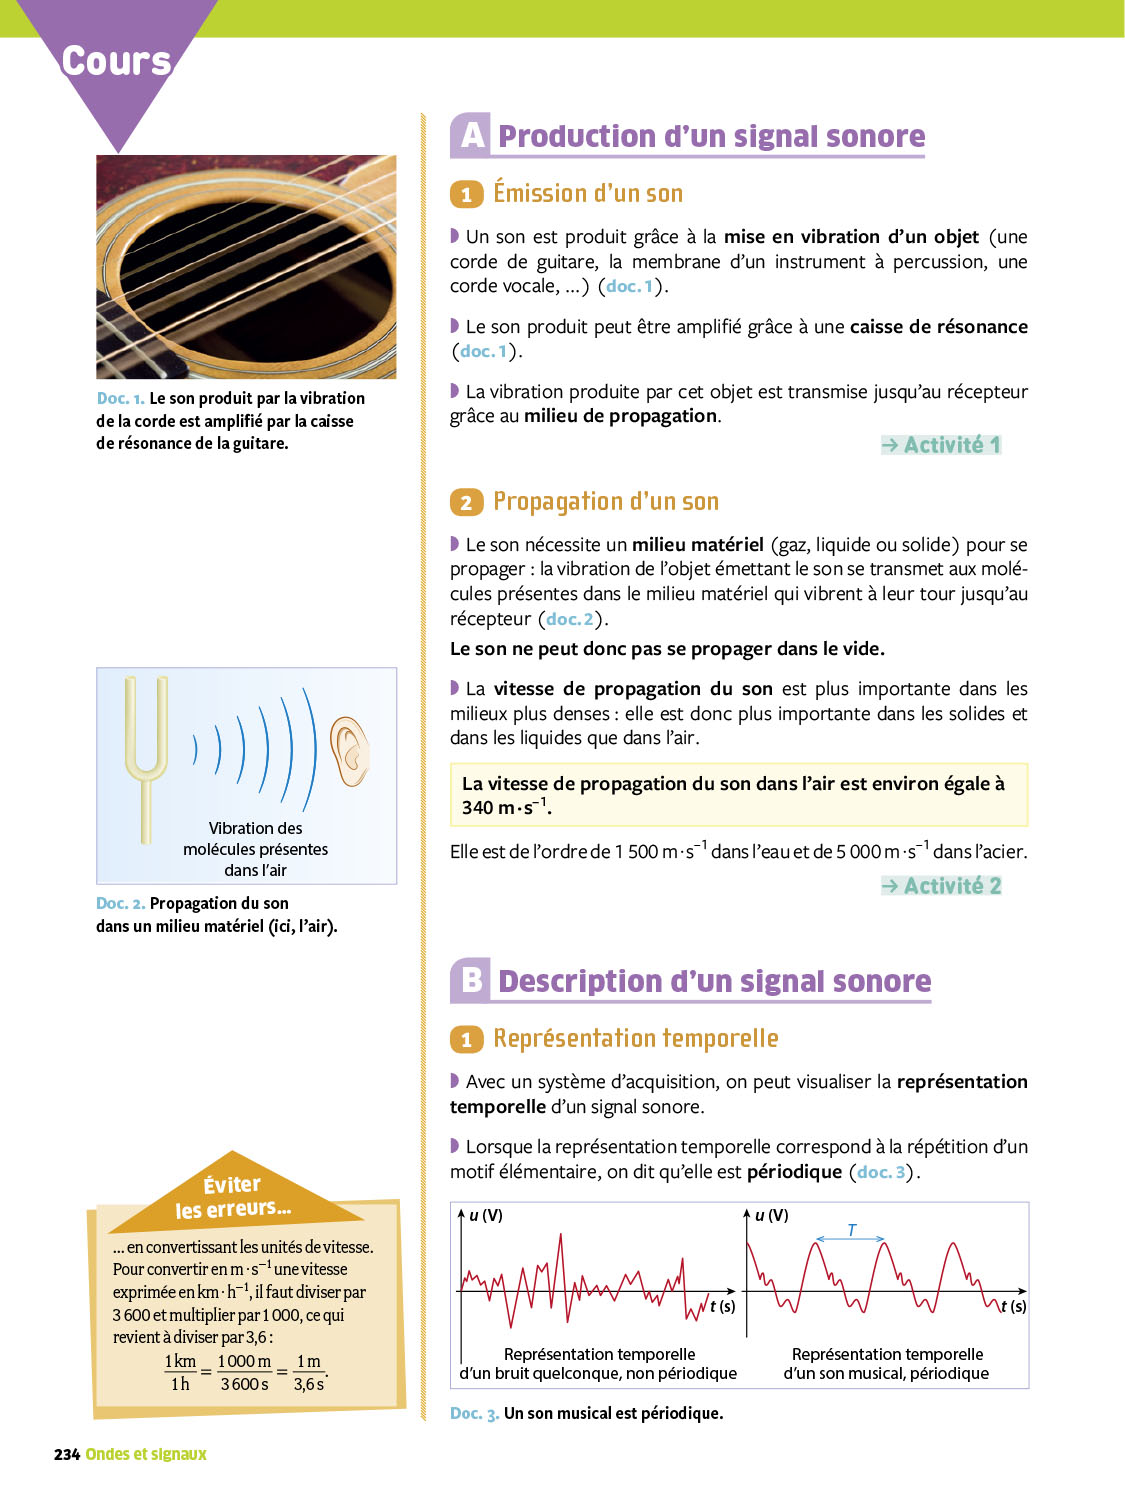 Cours
A Production d'un signal sonore
1 Émission d'un son
◗ Un son est produit grâce à la mise en vibration d'un objet (une
corde de guitare, la membrane d'un instrument à percussion, une
corde vocale, ...) (doc. 1).
◗ Le son produit peut être amplifié grâce à une caisse de résonance
(doc. 1).
◗ La vibration produite par cet objet est transmise jusqu'au récepteur
grâce au milieu de propagation.
→ Activité 1
Doc. 1. Le son produit par la vibration
de la corde est amplifié par la caisse
de résonance de la guitare.
2 Propagation d'un son
◗ Le son nécessite un milieu matériel (gaz, liquide ou solide) pour se
propager : la vibration de l'objet émettant le son se transmet aux molé-
cules présentes dans le milieu matériel qui vibrent à leur tour jusqu'au
récepteur (doc. 2).
Le son ne peut donc pas se propager dans le vide.
◗ La vitesse de propagation du son est plus importante dans les
milieux plus denses : elle est donc plus importante dans les solides et
dans les liquides que dans l'air.
La vitesse de propagation du son dans l'air est environ égale à
340 m·s⁻¹.
Elle est de l'ordre de 1 500 m·s⁻¹ dans l'eau et de 5 000 m·s⁻¹ dans l'acier.
→ Activité 2
Vibration des
molécules présentes
dans l'air
Doc. 2. Propagation du son
dans un milieu matériel (ici, l'air).
B Description d'un signal sonore
1 Représentation temporelle
◗ Avec un système d'acquisition, on peut visualiser la représentation
temporelle d'un signal sonore.
◗ Lorsque la représentation temporelle correspond à la répétition d'un
motif élémentaire, on dit qu'elle est périodique (doc. 3).
u (V)
t (s)
Représentation temporelle
d'un bruit quelconque, non périodique
u (V)
T
t (s)
Représentation temporelle
d'un son musical, périodique
Doc. 3. Un son musical est périodique.
Éviter
les erreurs...
... en convertissant les unités de vitesse.
Pour convertir en m·s⁻¹ une vitesse
exprimée en km·h⁻¹, il faut diviser par
3 600 et multiplier par 1 000, ce qui
revient à diviser par 3,6 :
1 km / 1 h = 1 000 m / 3 600 s = 1 m / 3,6 s.
234 Ondes et signaux